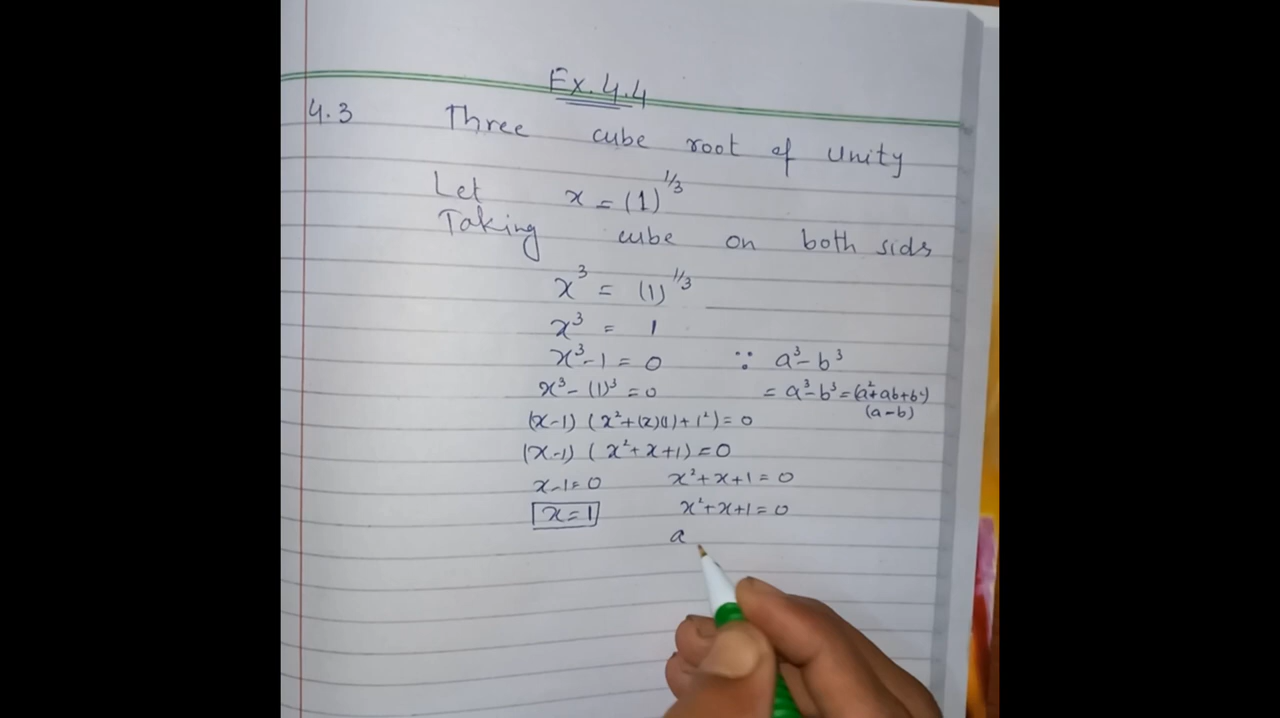 Ex.4.4
4.3 Three cube root of unity
Let x = (1)^1/3
Taking cube on both sids
x^3 = (1)^1/3
x^3 = 1
x^3 - 1 = 0 ∵ a^3 - b^3
x^3 - (1)^3 = 0 = a^3 - b^3 = (a^2 + ab + b^2)
(a - b)
(x - 1) (x^2 + (x)(1) + 1^2) = 0
(x - 1) (x^2 + x + 1) = 0
x - 1 = 0 x^2 + x + 1 = 0
x = 1 x^2 + x + 1 = 0
a